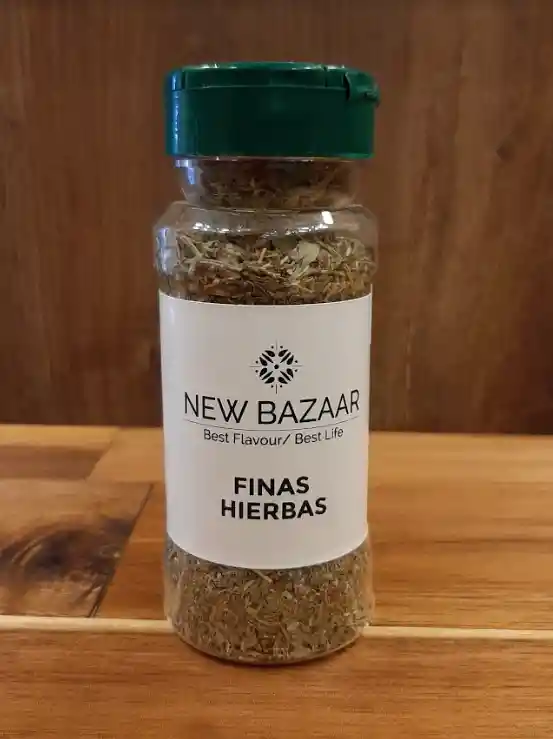 NEW BAZAAR
Best Flavour/ Best Life
FINAS
HIERBAS